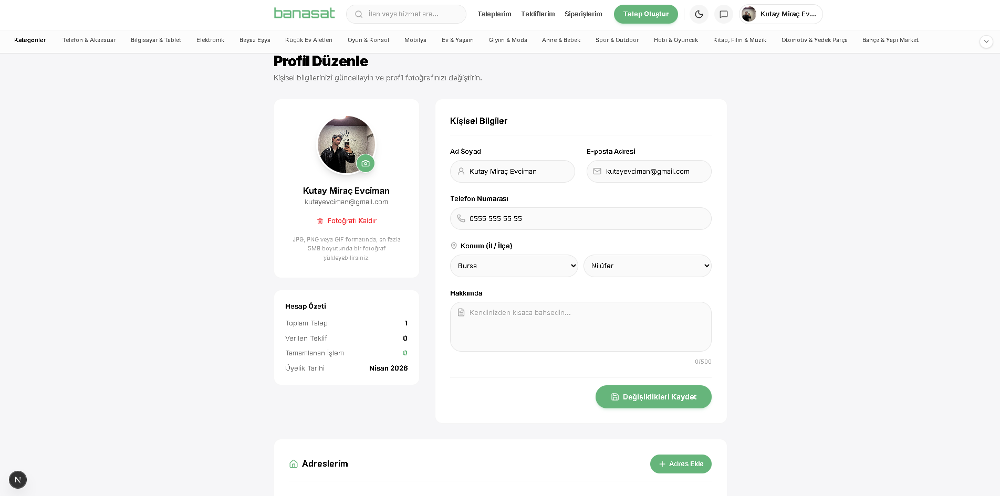 banasat
İlan veya hizmet ara...
Taleplerim
Tekliflerim
Siparişlerim
Talep Oluştur
Kutay Miraç Ev...
Kategoriler
Telefon & Aksesuar
Bilgisayar & Tablet
Elektronik
Beyaz Eşya
Küçük Ev Aletleri
Oyun & Konsol
Mobilya
Ev & Yaşam
Giyim & Moda
Anne & Bebek
Spor & Outdoor
Hobi & Oyuncak
Kitap, Film & Müzik
Otomotiv & Yedek Parça
Bahçe & Yapı Market
Profil Düzenle
Kişisel bilgilerinizi güncelleyin ve profil fotoğrafınızı değiştirin.
Kutay Miraç Evciman
kutayevciman@gmail.com
Fotoğrafı Kaldır
JPG, PNG veya GIF formatında, en fazla
5MB boyutunda bir fotoğraf
yükleyebilirsiniz.
Hesap Özeti
Toplam Talep 1
Verilen Teklif 0
Tamamlanan İşlem 0
Üyelik Tarihi Nisan 2026
Kişisel Bilgiler
Ad Soyad
Kutay Miraç Evciman
E-posta Adresi
kutayevciman@gmail.com
Telefon Numarası
0555 555 55 55
Konum (İl / İlçe)
Bursa
Nilüfer
Hakkımda
Kendinizden kısaca bahsedin...
0/500
Değişiklikleri Kaydet
Adreslerim
Adres Ekle
N